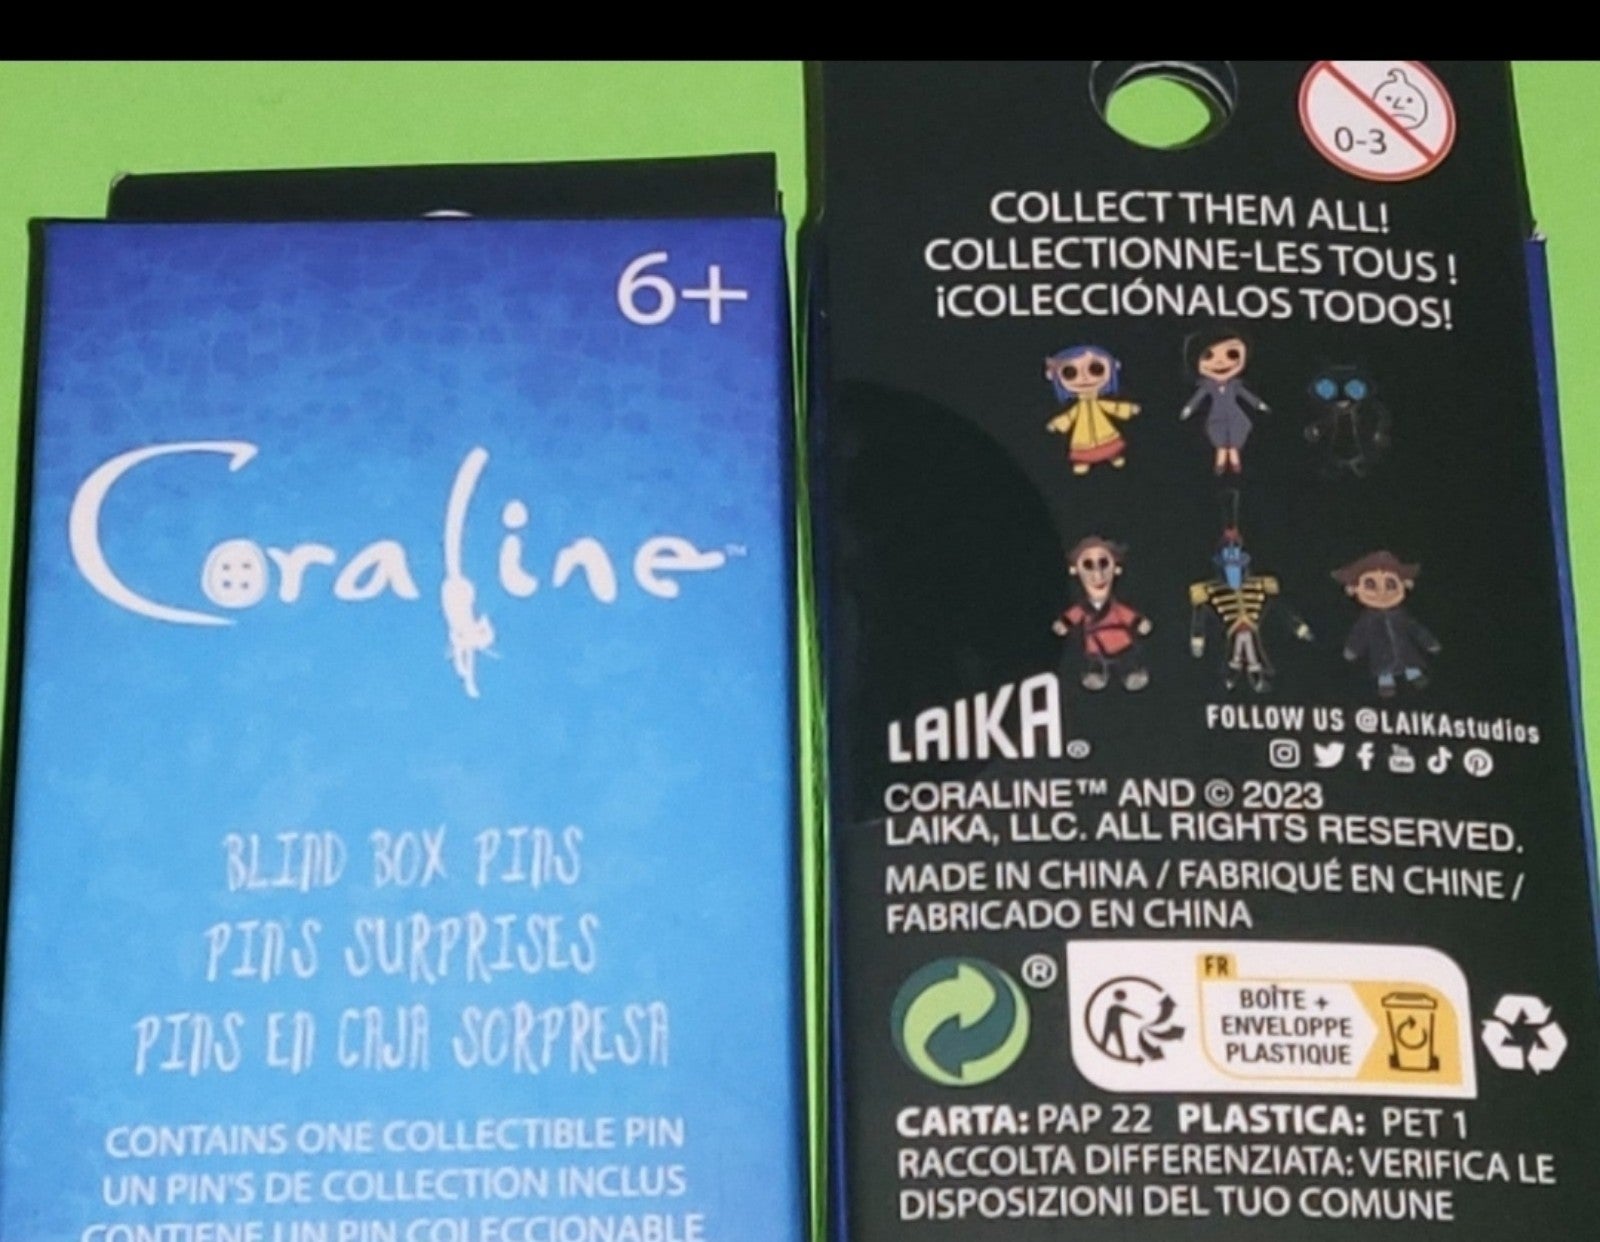 6+
Coraline™
BLIND BOX PINS
PINS SURPRISES
PINS EN CAJA SORPRESA
CONTAINS ONE COLLECTIBLE PIN
UN PIN'S DE COLLECTION INCLUS
CONTIENE UN PIN COLECCIONABLE
0-3
COLLECT THEM ALL!
COLLECTIONNE-LES TOUS !
¡COLECCIÓNALOS TODOS!
LAIKA®
FOLLOW US @LAIKAstudios
CORALINE™ AND © 2023
LAIKA, LLC. ALL RIGHTS RESERVED.
MADE IN CHINA / FABRIQUÉ EN CHINE /
FABRICADO EN CHINA
®
FR
BOÎTE +
ENVELOPPE
PLASTIQUE
CARTA: PAP 22 PLASTICA: PET 1
RACCOLTA DIFFERENZIATA: VERIFICA LE
DISPOSIZIONI DEL TUO COMUNE